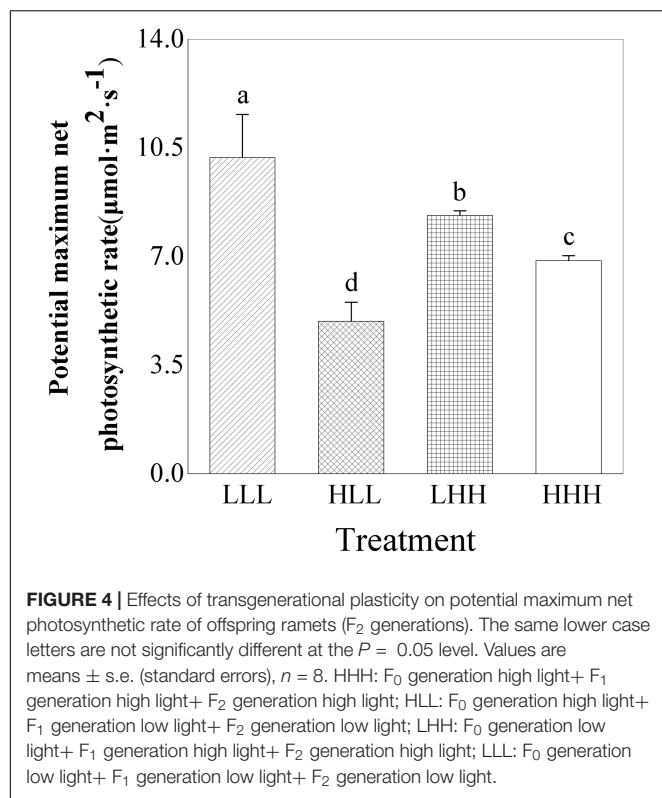 Potential maximum net
photosynthetic rate(μmol·m²·s⁻¹)
14.0
10.5
7.0
3.5
0.0
a
d
b
c
LLL HLL LHH HHH
Treatment
FIGURE 4 | Effects of transgenerational plasticity on potential maximum net
photosynthetic rate of offspring ramets (F₂ generations). The same lower case
letters are not significantly different at the P = 0.05 level. Values are
means ± s.e. (standard errors), n = 8. HHH: F₀ generation high light+ F₁
generation high light+ F₂ generation high light; HLL: F₀ generation high light+
F₁ generation low light+ F₂ generation low light; LHH: F₀ generation low
light+ F₁ generation high light+ F₂ generation high light; LLL: F₀ generation
low light+ F₁ generation low light+ F₂ generation low light.